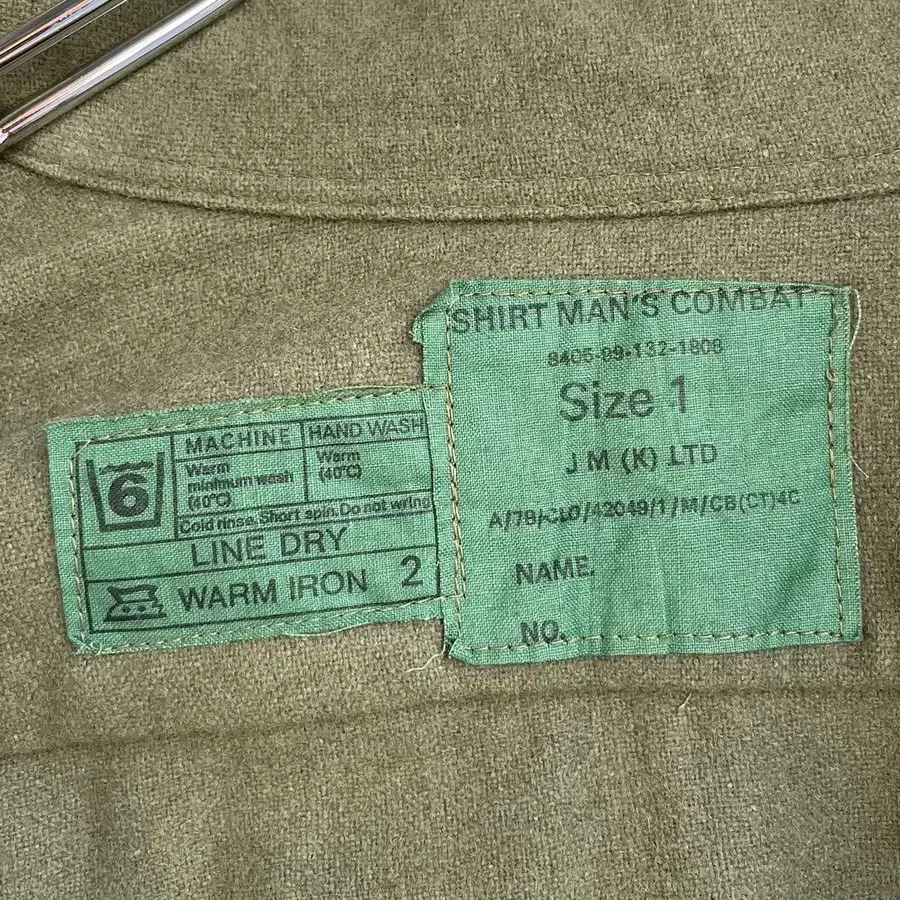 6
MACHINE
Warm
minimum wash
(40°C)
HAND WASH
Warm
(40°C)
Cold rinse. Short spin. Do not wring
LINE DRY
WARM IRON 2
SHIRT MAN'S COMBAT
8405-99-132-1808
Size 1
J M (K) LTD
A/78/CLO/42049/1/M/CB(CT)4C
NAME.
NO.